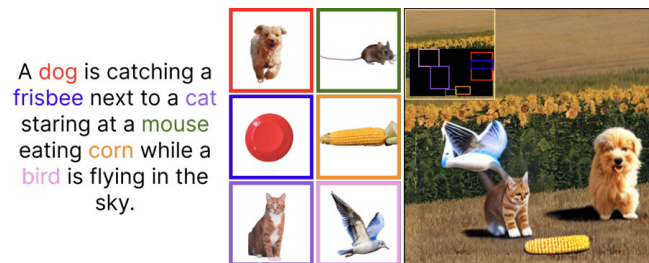 A dog is catching a
frisbee next to a cat
staring at a mouse
eating corn while a
bird is flying in the
sky.